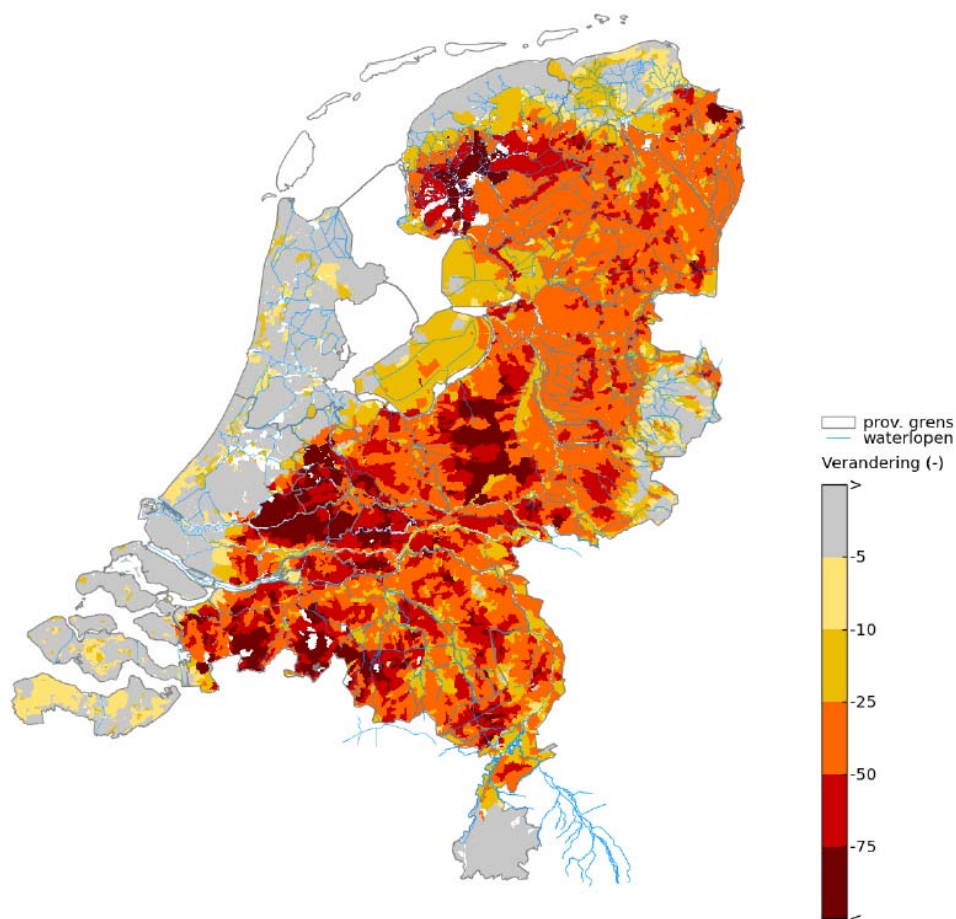 prov. grens
waterlopen
Verandering (-)
>
-5
-10
-25
-50
-75
<